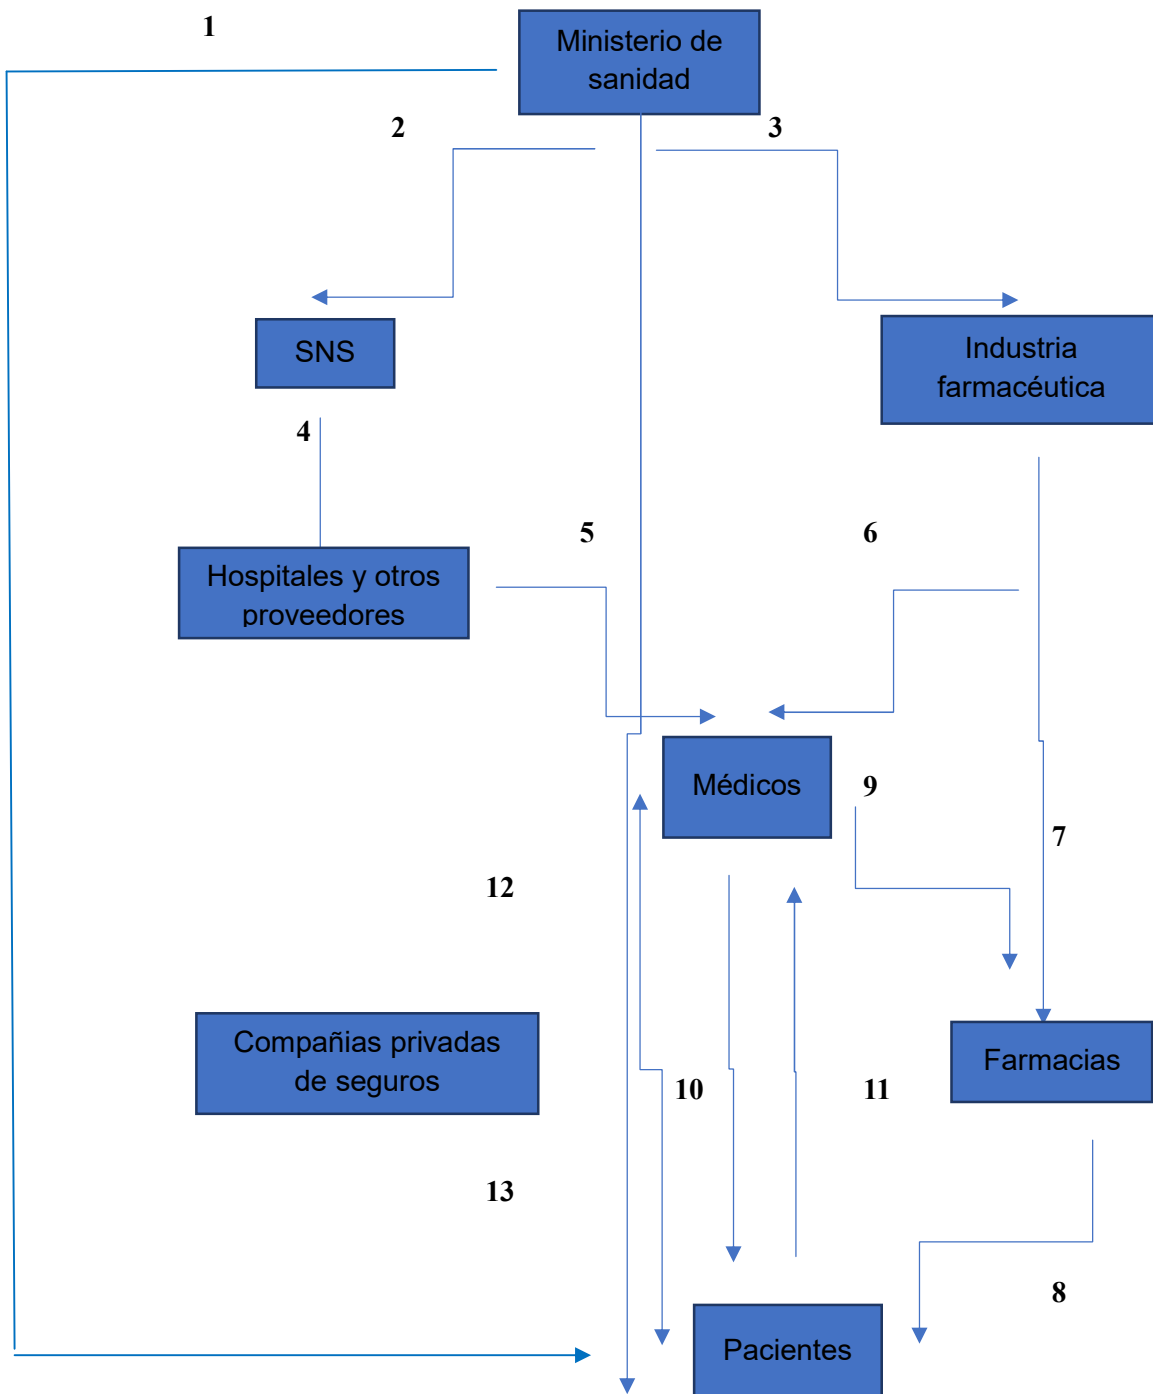 1
Ministerio de
sanidad
2
3
SNS
Industria
farmacéutica
4
5
6
Hospitales y otros
proveedores
Médicos
9
7
12
Compañias privadas
de seguros
Farmacias
10
11
13
8
Pacientes